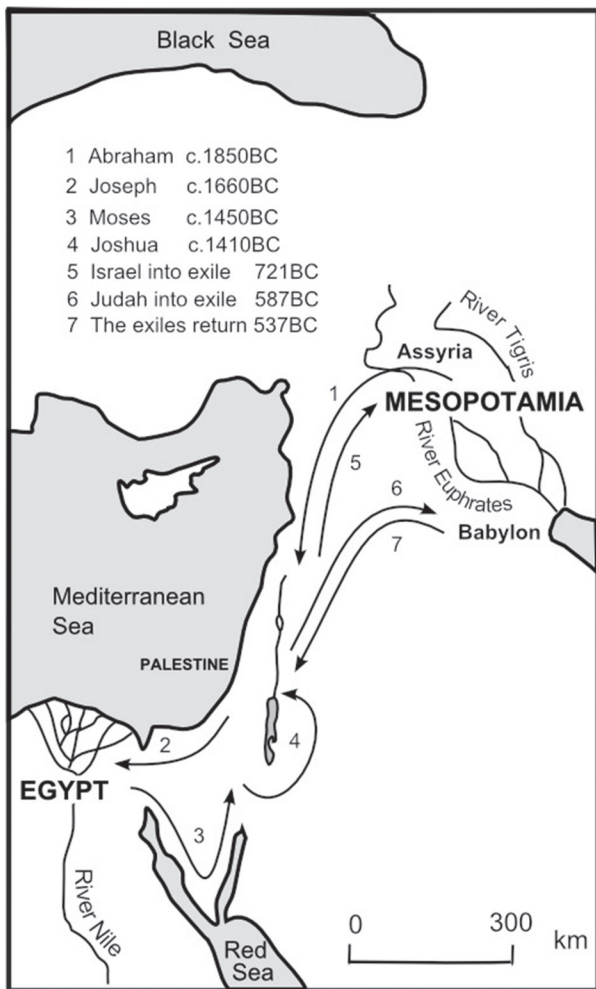 Black Sea
1 Abraham c.1850BC
2 Joseph c.1660BC
3 Moses c.1450BC
4 Joshua c.1410BC
5 Israel into exile 721BC
6 Judah into exile 587BC
7 The exiles return 537BC
River Tigris
Assyria
1
MESOPOTAMIA
5
River Euphrates
6
Babylon
7
Mediterranean
Sea
PALESTINE
2
4
EGYPT
3
River Nile
0 300
km
Red
Sea